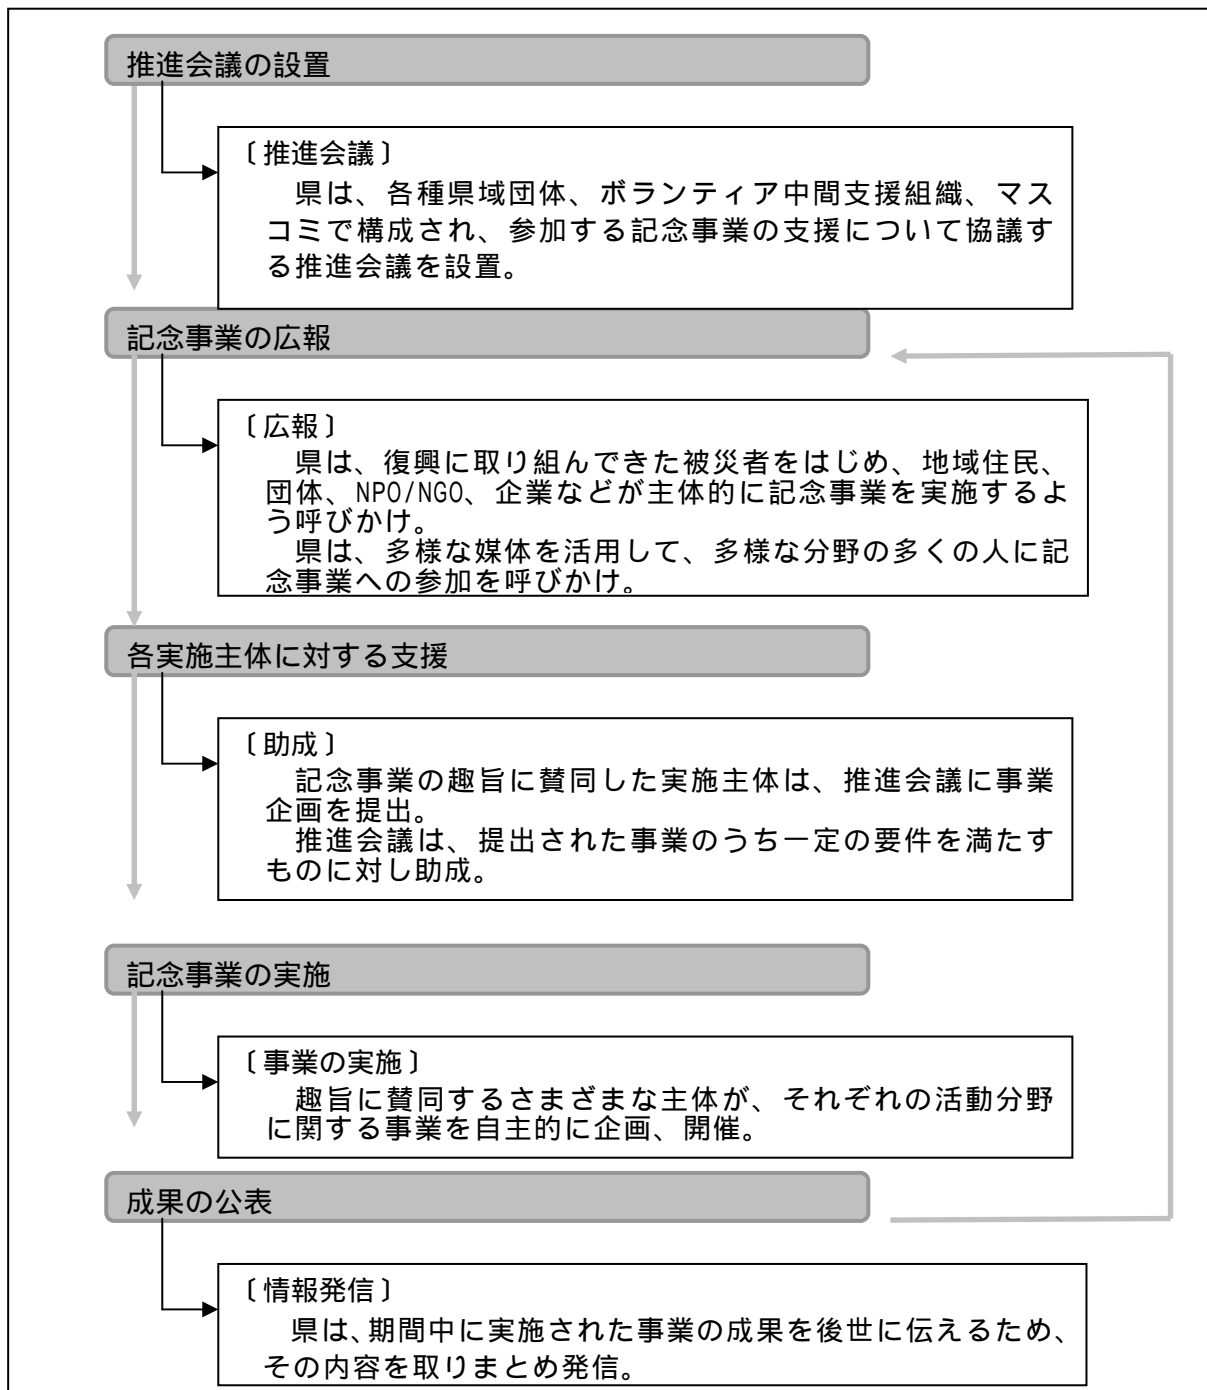 推進会議の設置
〔推進会議〕
県は、各種県域団体、ボランティア中間支援組織、マス
コミで構成され、参加する記念事業の支援について協議す
る推進会議を設置。
記念事業の広報
〔広報〕
県は、復興に取り組んできた被災者をはじめ、地域住民、
団体、NPO/NGO、企業などが主体的に記念事業を実施するよ
う呼びかけ。
県は、多様な媒体を活用して、多様な分野の多くの人に記
念事業への参加を呼びかけ.
各実施主体に対する支援
〔助成〕
記念事業の趣旨に賛同した実施主体は、推進会議に事業
企画を提出。
推進会議は、提出された事業のうち一定の要件を満たす
ものに対し助成。
記念事業の実施
〔事業の実施〕
趣旨に賛同するさまざまな主体が、それぞれの活動分野
に関する事業を自主的に企画、開催。
成果の公表
〔情報発信〕
県は、期間中に実施された事業の成果を後世に伝えるため、
その内容を取りまとめ発信。